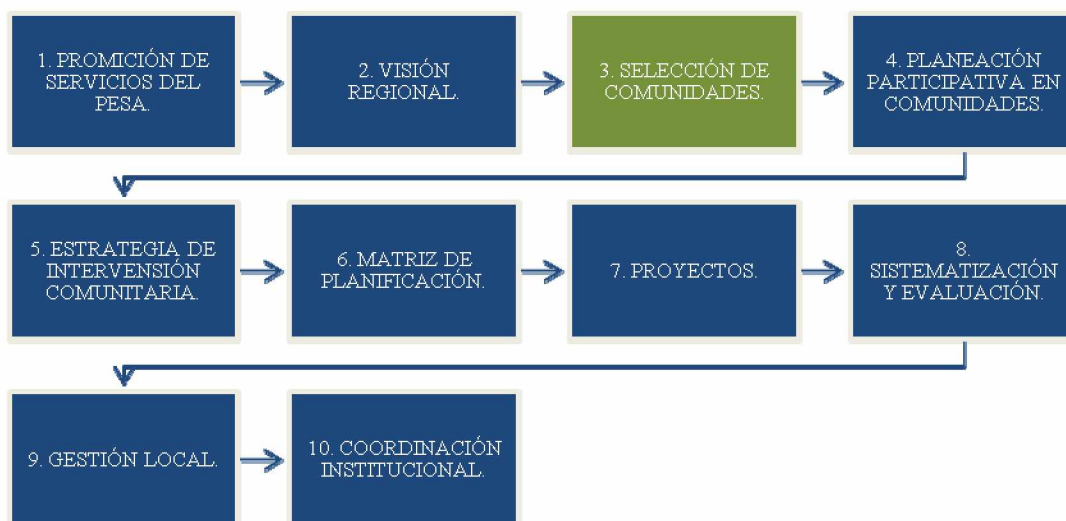 1. PROMICIÓN DE
SERVICIOS DEL
PESA.
2. VISIÓN
REGIONAL.
3. SELECCIÓN DE
COMUNIDADES.
4. PLANEACIÓN
PARTICIPATIVA EN
COMUNIDADES.
5. ESTRATEGIA DE
INTERVENSIÓN
COMUNITARIA.
6. MATRIZ DE
PLANIFICACIÓN.
7. PROYECTOS.
8.
SISTEMATIZACIÓN
Y EVALUACIÓN.
9. GESTIÓN LOCAL.
10. COORDINACIÓN
INSTITUCIONAL.